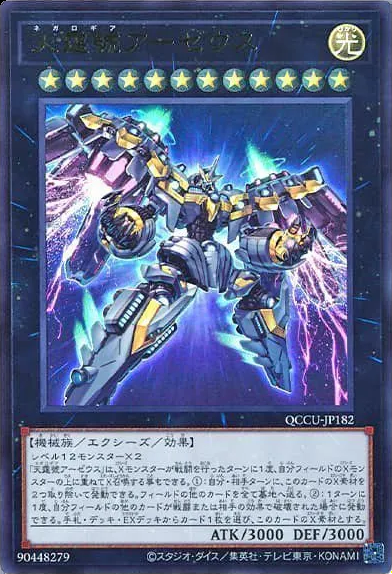 ネガロギア
天霆號アーゼウス
光
QCCU-JP182
【機械族／エクシーズ／効果】
レベル12モンスター×2
「天霆號アーゼウス」は、Xモンスターが戦闘を行ったターンに1度、自分フィールドのXモン
スターの上に重ねてX召喚する事もできる。①：自分・相手ターンに、このカードのX素材を
2つ取り除いて発動できる。フィールドの他のカードを全て墓地へ送る。②：1ターンに
1度、自分フィールドの他のカードが戦闘または相手の効果で破壊された場合に発動
できる。手札・デッキ・EXデッキからカード1枚を選び、このカードのX素材とする。
ATK/3000 DEF/3000
90448279
©スタジオ・ダイス／集英社・テレビ東京・KONAMI